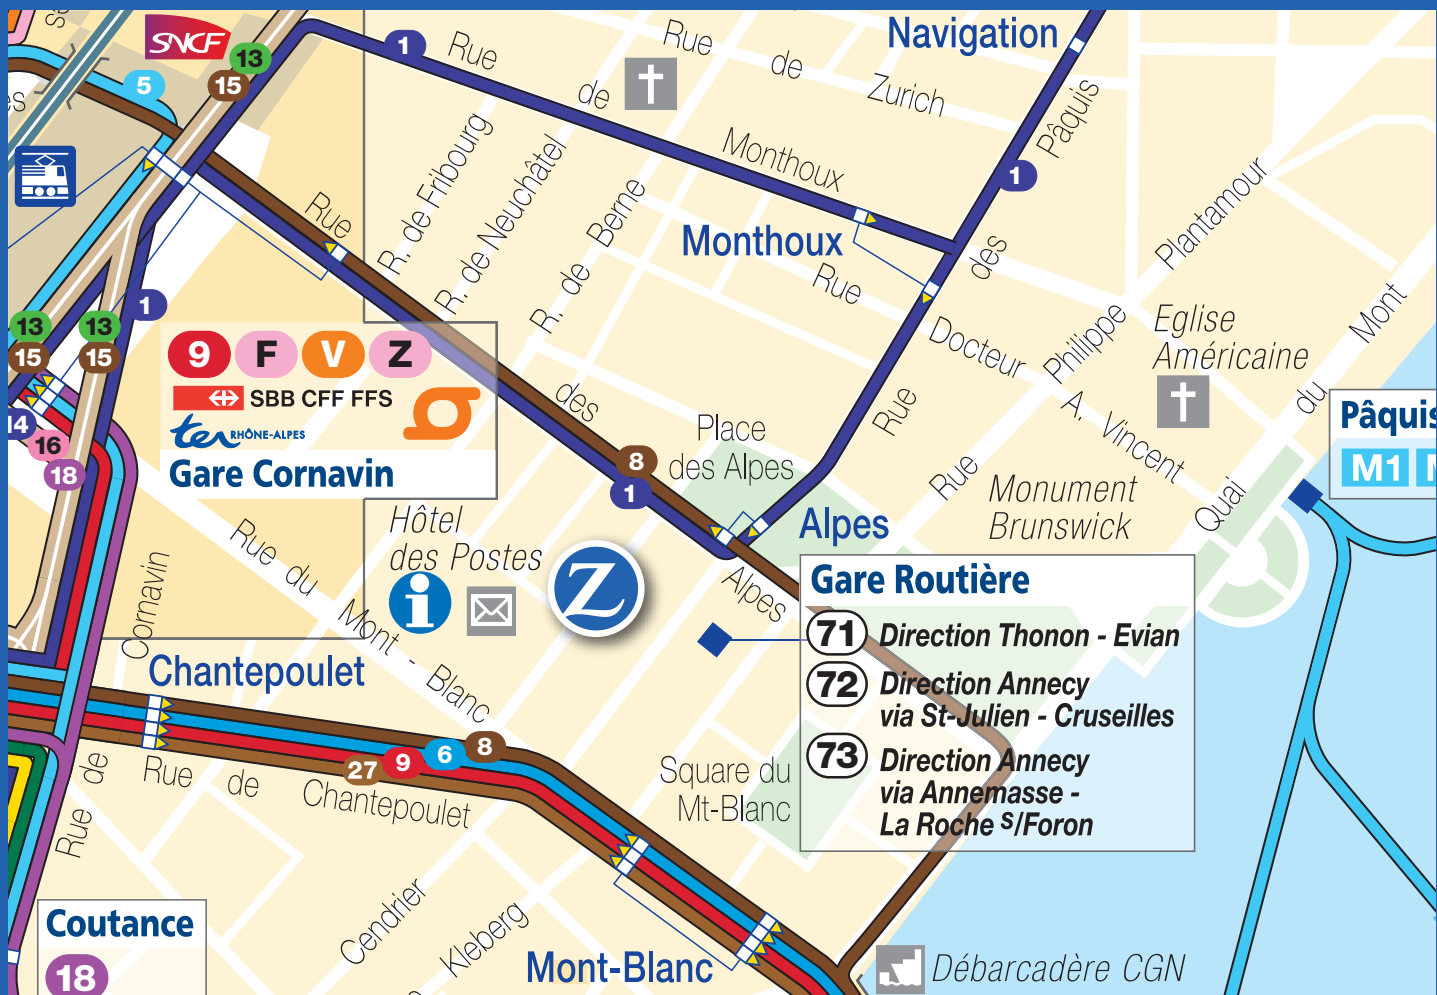 SNCF
13
15
5
1
Rue
de
Monthoux
Rue
de
Zurich
Navigation
Pâquis
des
Rue
1
R. de Fribourg
R. de Neuchâtel
R. de Berne
Rue
des
Alpes
Monthoux
Rue
Docteur
A. Vincent
Plantamour
Philippe
Rue
Eglise
Américaine
Mont
du
Quai
Pâquis
M1
1
13
15
13
15
14
16
18
9 F V Z
SBB CFF FFS
ter RHÔNE-ALPES
Gare Cornavin
8
1
Place
des Alpes
Alpes
Monument
Brunswick
Hôtel
des Postes
i
Z
Gare Routière
71 Direction Thonon - Evian
72 Direction Annecy
via St-Julien - Cruseilles
73 Direction Annecy
via Annemasse -
La Roche s/Foron
Rue du Mont - Blanc
Cornavin
de
Rue
Chantepoulet
Rue de Chantepoulet
27
9
6
8
Square du
Mt-Blanc
Cendrier
Kleberg
Coutance
18
Mont-Blanc
Débarcadère CGN